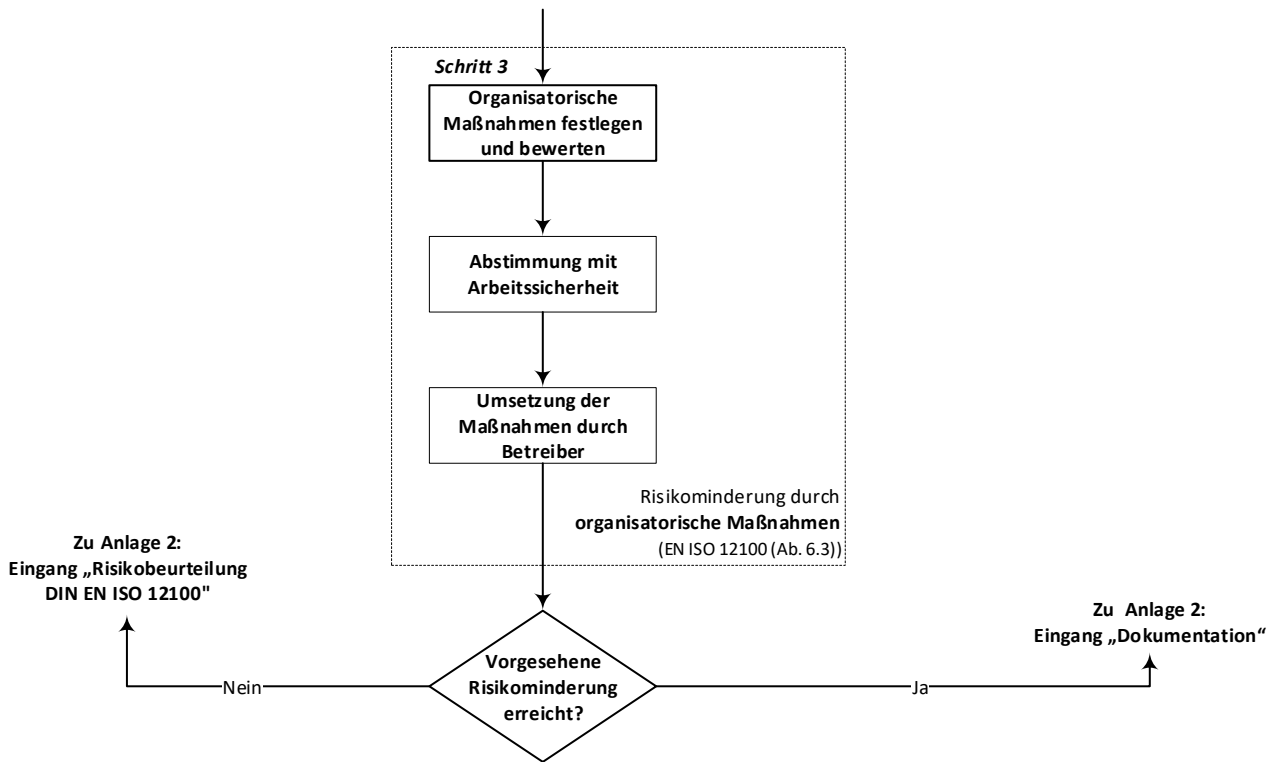 Schritt 3
Organisatorische
Maßnahmen festlegen
und bewerten
Abstimmung mit
Arbeitssicherheit
Umsetzung der
Maßnahmen durch
Betreiber
Risikominderung durch
organisatorische Maßnahmen
(EN ISO 12100 (Ab. 6.3))
Zu Anlage 2:
Eingang „Risikobeurteilung
DIN EN ISO 12100"
Zu Anlage 2:
Eingang „Dokumentation“
Vorgesehene
Risikominderung
erreicht?
Nein
Ja